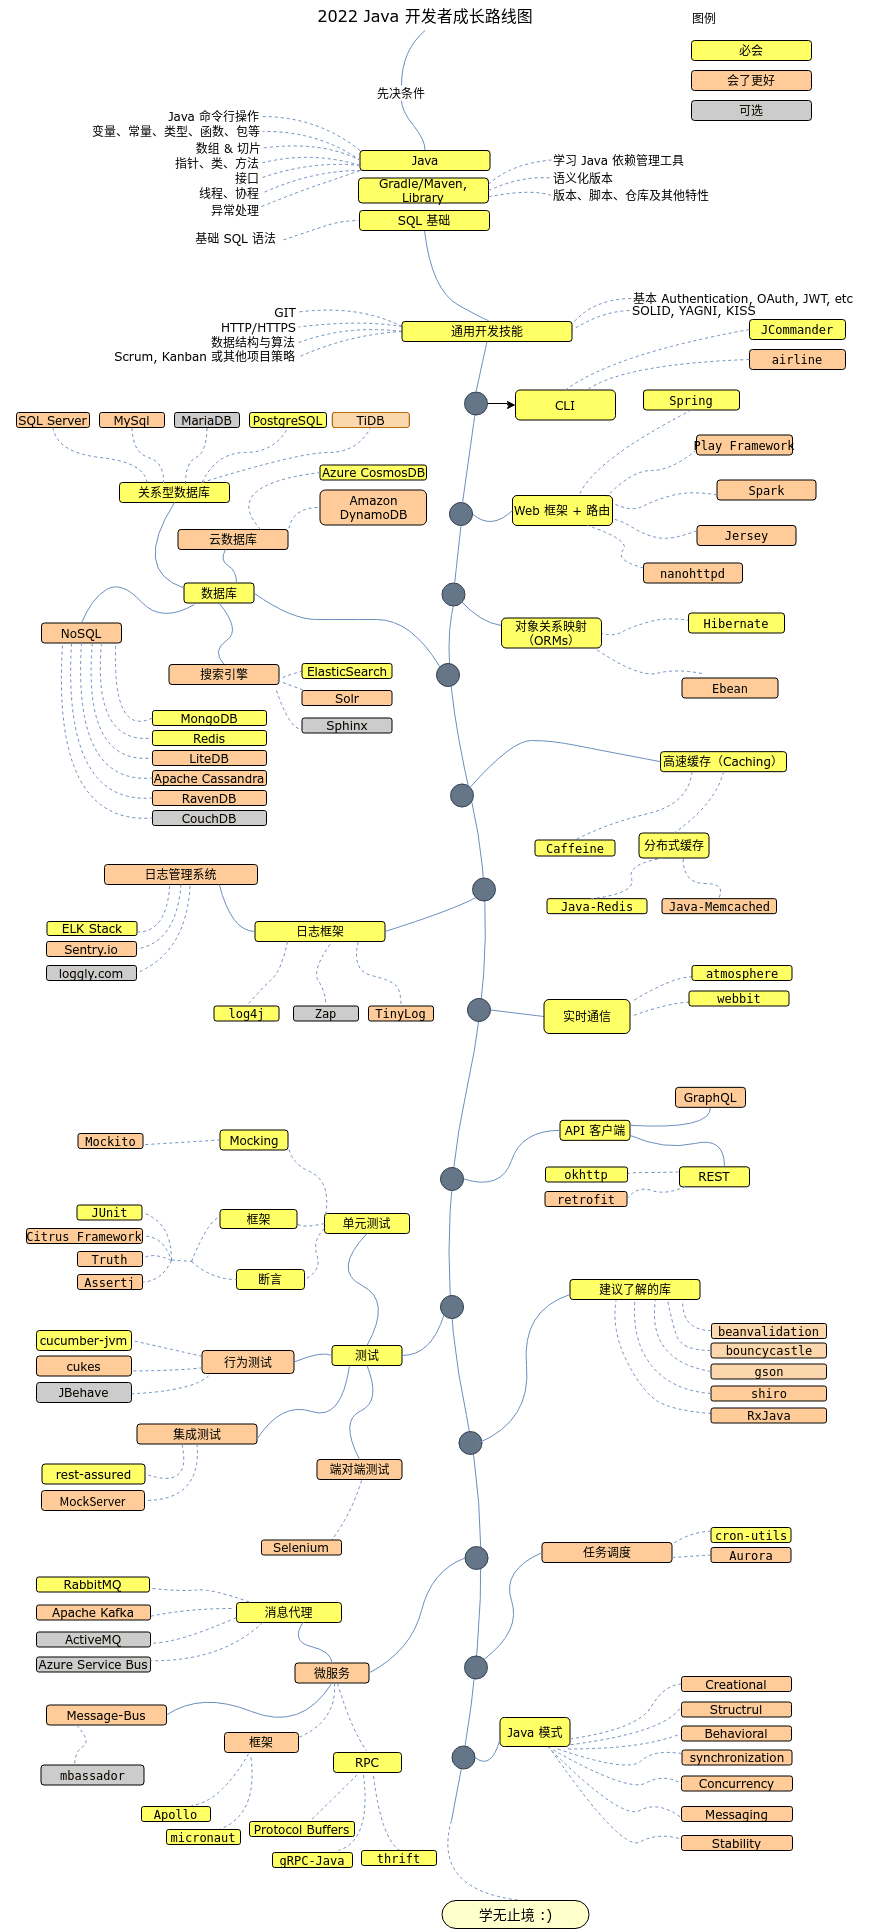 2022 Java 开发者成长路线图
图例
必会
会了更好
可选
先决条件
Java 命令行操作
变量、常量、类型、函数、包等
数组 & 切片
指针、类、方法
接口
线程、协程
异常处理
Java
Gradle/Maven,
Library
SQL 基础
学习 Java 依赖管理工具
语义化版本
版本、脚本、仓库及其他特性
基础 SQL 语法
GIT
HTTP/HTTPS
数据结构与算法
Scrum, Kanban 或其他项目策略
通用开发技能
基本 Authentication, OAuth, JWT, etc
SOLID, YAGNI, KISS
JCommander
airline
CLI
Spring
Play Framework
Spark
Jersey
nanohttpd
Web 框架 + 路由
SQL Server
MySql
MariaDB
PostgreSQL
TiDB
关系型数据库
Azure CosmosDB
Amazon
DynamoDB
云数据库
数据库
NoSQL
搜索引擎
ElasticSearch
Solr
Sphinx
MongoDB
Redis
LiteDB
Apache Cassandra
RavenDB
CouchDB
对象关系映射
（ORMs）
Hibernate
Ebean
高速缓存（Caching）
Caffeine
分布式缓存
Java-Redis
Java-Memcached
日志管理系统
ELK Stack
Sentry.io
loggly.com
日志框架
log4j
Zap
TinyLog
实时通信
atmosphere
webbit
GraphQL
API 客户端
REST
okhttp
retrofit
Mockito
Mocking
JUnit
Citrus Framework
Truth
Assertj
框架
断言
单元测试
建议了解的库
beanvalidation
bouncycastle
gson
shiro
RxJava
cucumber-jvm
cukes
JBehave
行为测试
测试
集成测试
rest-assured
MockServer
端对端测试
Selenium
任务调度
cron-utils
Aurora
RabbitMQ
Apache Kafka
ActiveMQ
Azure Service Bus
消息代理
微服务
Message-Bus
mbassador
框架
RPC
Apollo
micronaut
Protocol Buffers
gRPC-Java
thrift
Java 模式
Creational
Structrul
Behavioral
synchronization
Concurrency
Messaging
Stability
学无止境 :)